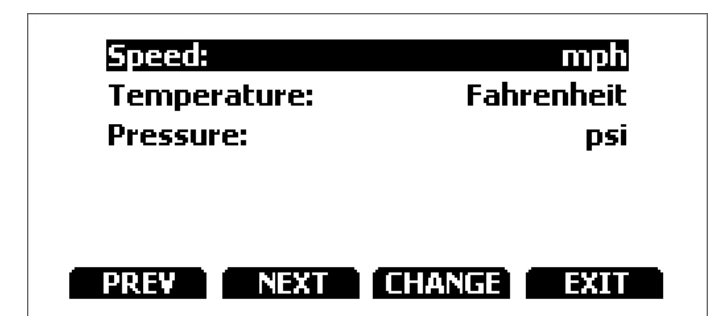 Speed: mph
Temperature: Fahrenheit
Pressure: psi
PREV NEXT CHANGE EXIT